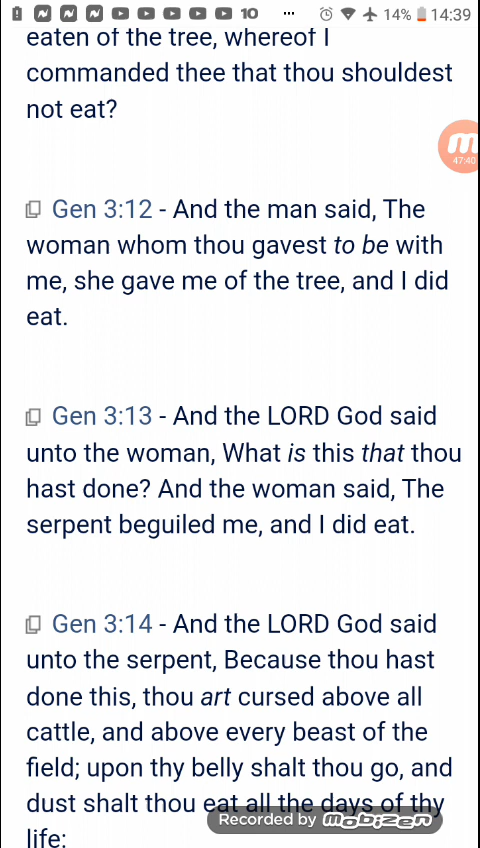 10 ... 14% 14:39
eaten of the tree, whereof I
commanded thee that thou shouldest
not eat?
47:40
Gen 3:12 - And the man said, The
woman whom thou gavest to be with
me, she gave me of the tree, and I did
eat.
Gen 3:13 - And the LORD God said
unto the woman, What is this that thou
hast done? And the woman said, The
serpent beguiled me, and I did eat.
Gen 3:14 - And the LORD God said
unto the serpent, Because thou hast
done this, thou art cursed above all
cattle, and above every beast of the
field; upon thy belly shalt thou go, and
dust shalt thou eat all the days of thy
Recorded by mobizen
life: